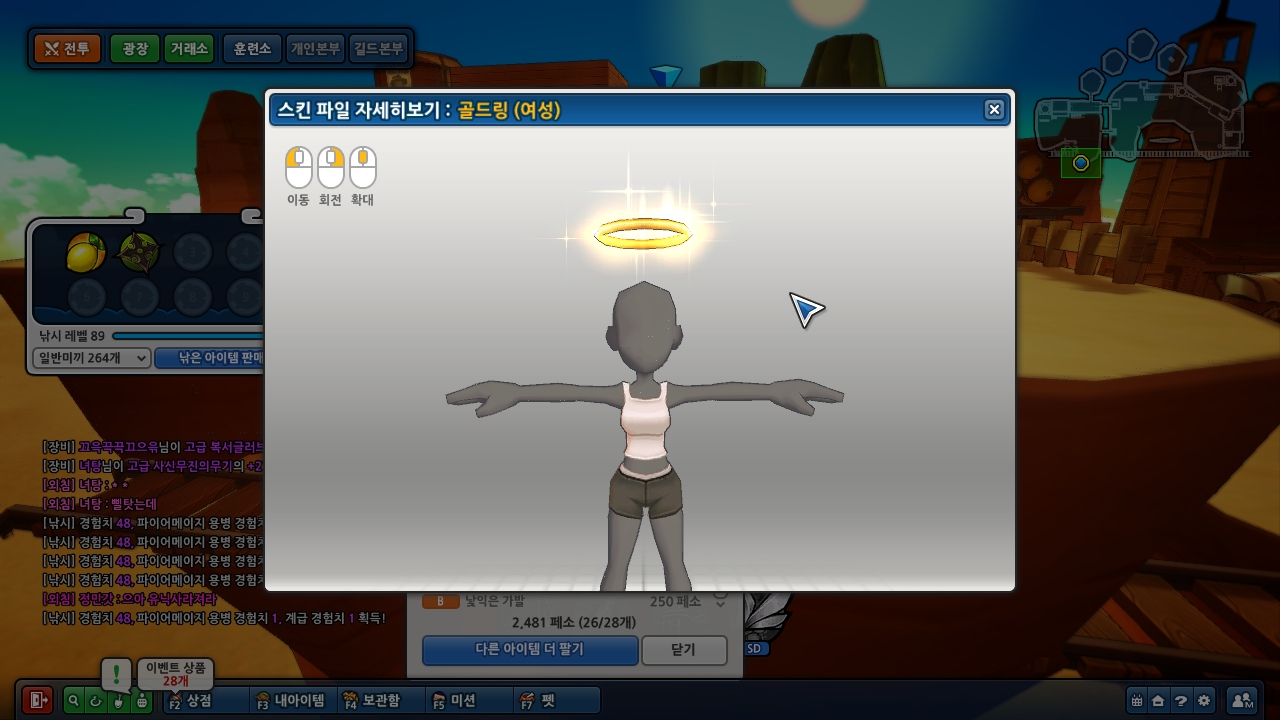 전투 광장 거래소 훈련소 개인본부 길드본부
스킨 파일 자세히보기 : 골드링 (여성)
이동 회전 확대
낚시 레벨 89
일반미끼 264개 낚은 아이템 판매
[장비] 끄윽끅끅끄으윾님이 고급 복서글러브
[장비] 녀탕님이 고급 사신무진의무기의 +2
[외침] 녀탕 : * *
[외침] 녀탕 : 삘탓는데
[낚시] 경험치 48, 파이어메이지 용병 경험치
[낚시] 경험치 48, 파이어메이지 용병 경험치
[낚시] 경험치 48, 파이어메이지 용병 경험치
[낚시] 경험치 48, 파이어메이지 용병 경험치
[외침] 정민갓 : 으아 유닉사라져라
[낚시] 경험치 48, 파이어메이지 용병 경험치 1, 계급 경험치 1 획득!
B 낯익은 가발 250 페소
2,481 페소 (26/28개)
다른 아이템 더 팔기 닫기
SD
이벤트 상품
28개
F2 상점 F3 내아이템 F4 보관함 F5 미션 F7 펫
M